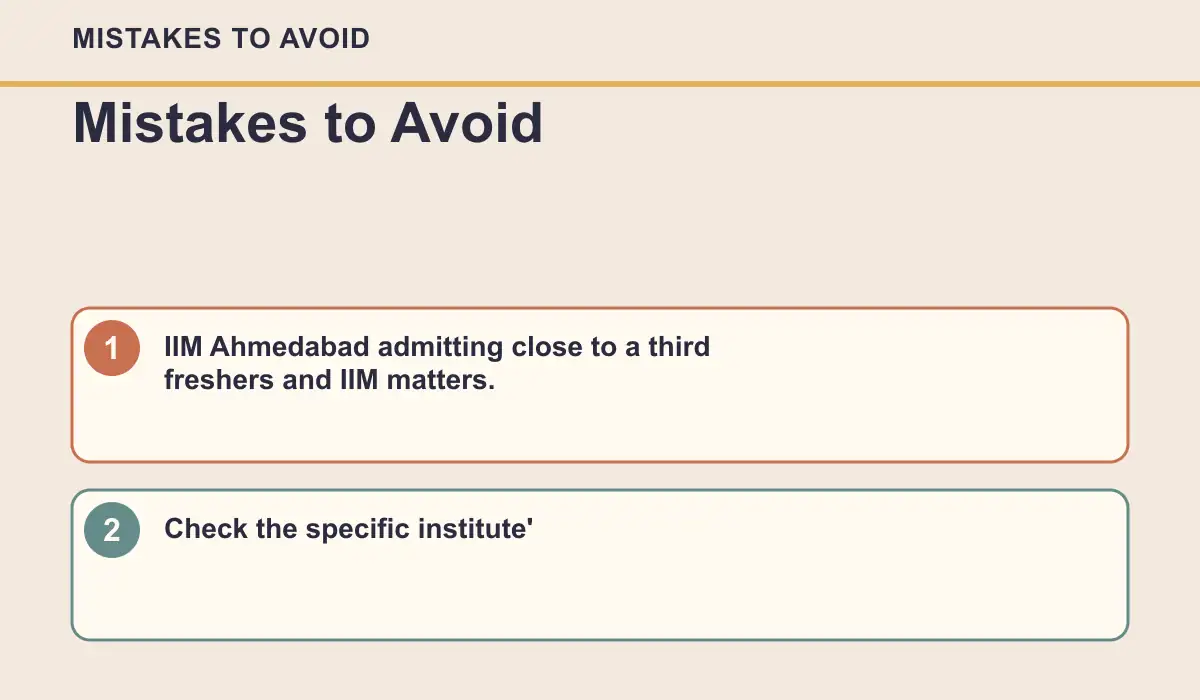 MISTAKES TO AVOID
Mistakes to Avoid
1
IIM Ahmedabad admitting close to a third
freshers and IIM matters.
2
Check the specific institute'